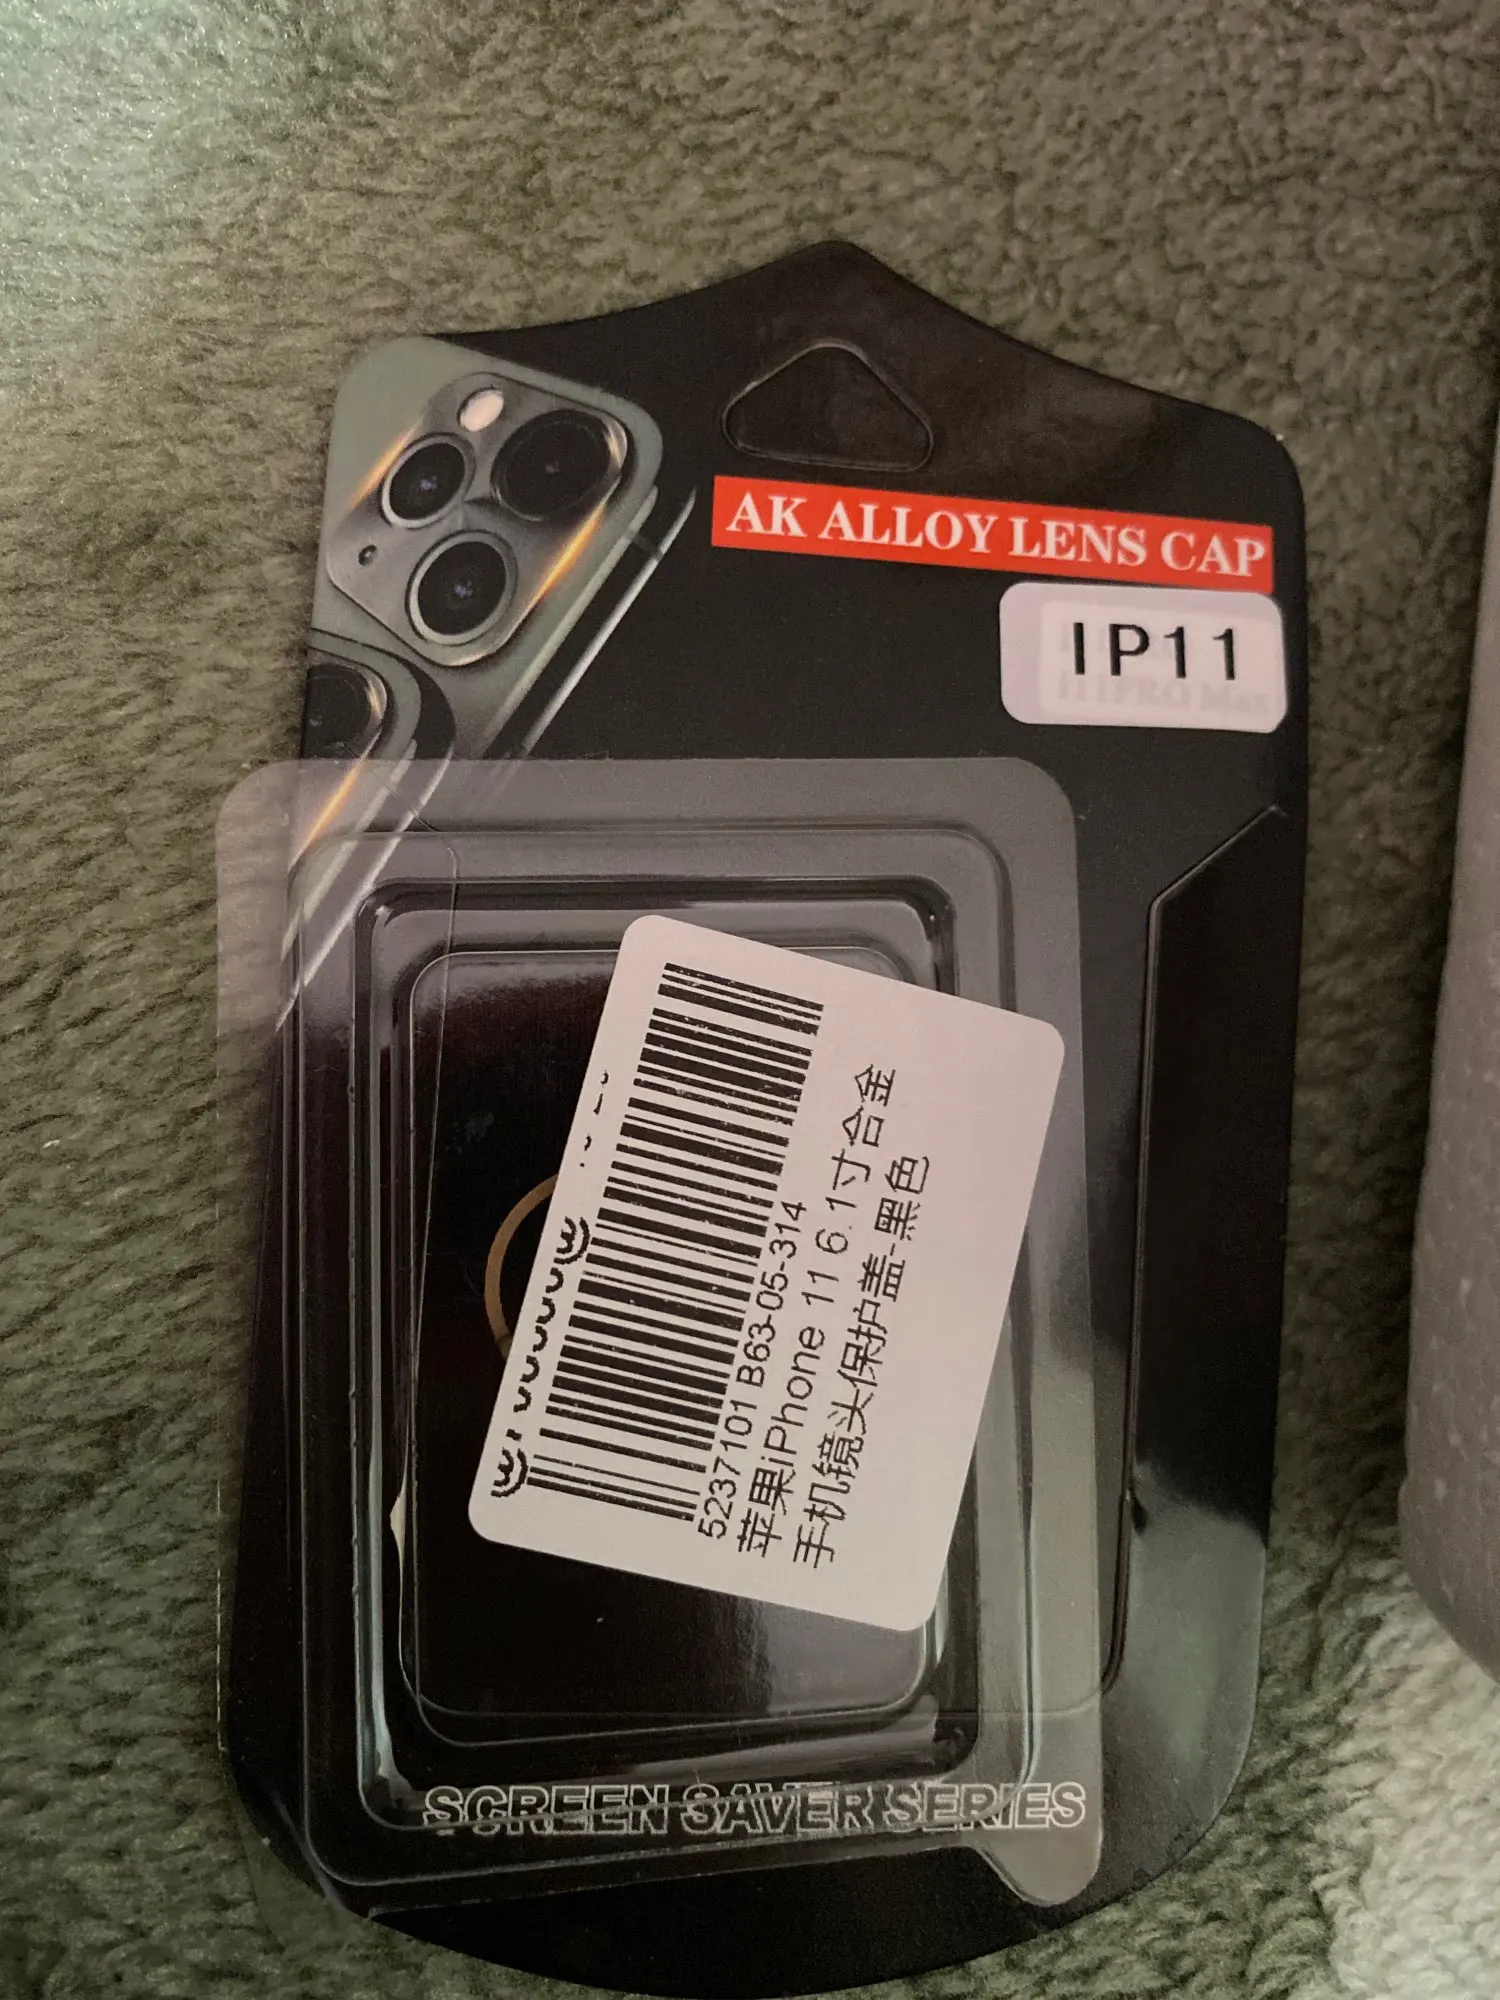 AK ALLOY LENS CAP
IP11
5237101 B63-05-314
苹果iPhone 11 6.1寸合金
手机镜头保护盖-黑色
SCREEN SAVER SERIES